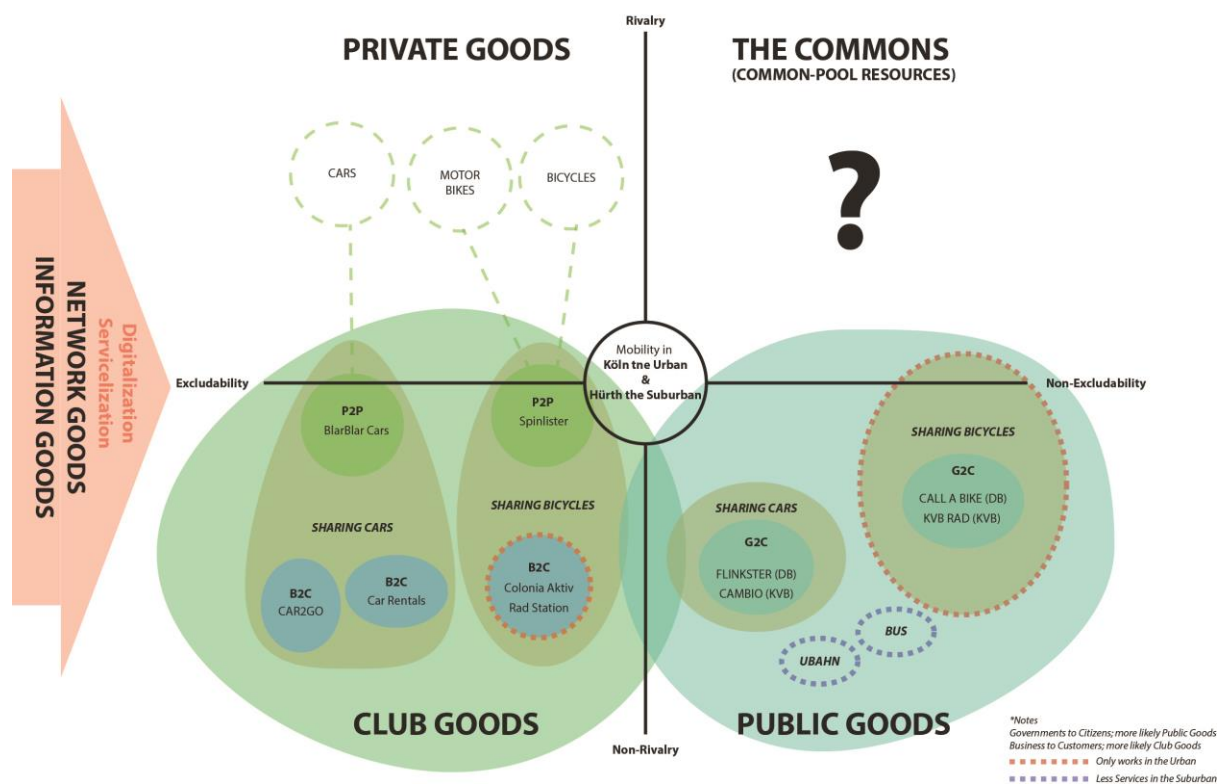 Rivalry
PRIVATE GOODS
THE COMMONS
(COMMON-POOL RESOURCES)
CARS
MOTOR
BIKES
BICYCLES
?
INFORMATION GOODS
NETWORK GOODS
Servicelization
Digitalization
Excludability
Mobility in
Köln tne Urban
&
Hürth the Suburban
Non-Excludability
P2P
BlarBlar Cars
P2P
Spinlister
SHARING CARS
SHARING BICYCLES
B2C
CAR2GO
B2C
Car Rentals
B2C
Colonia Aktiv
Rad Station
SHARING CARS
G2C
FLINKSTER (DB)
CAMBIO (KVB)
SHARING BICYCLES
G2C
CALL A BIKE (DB)
KVB RAD (KVB)
BUS
UBAHN
CLUB GOODS
PUBLIC GOODS
Non-Rivalry
*Notes
Governments to Citizens; more likely Public Goods
Business to Customers; more likely Club Goods
Only works in the Urban
Less Services in the Suburban